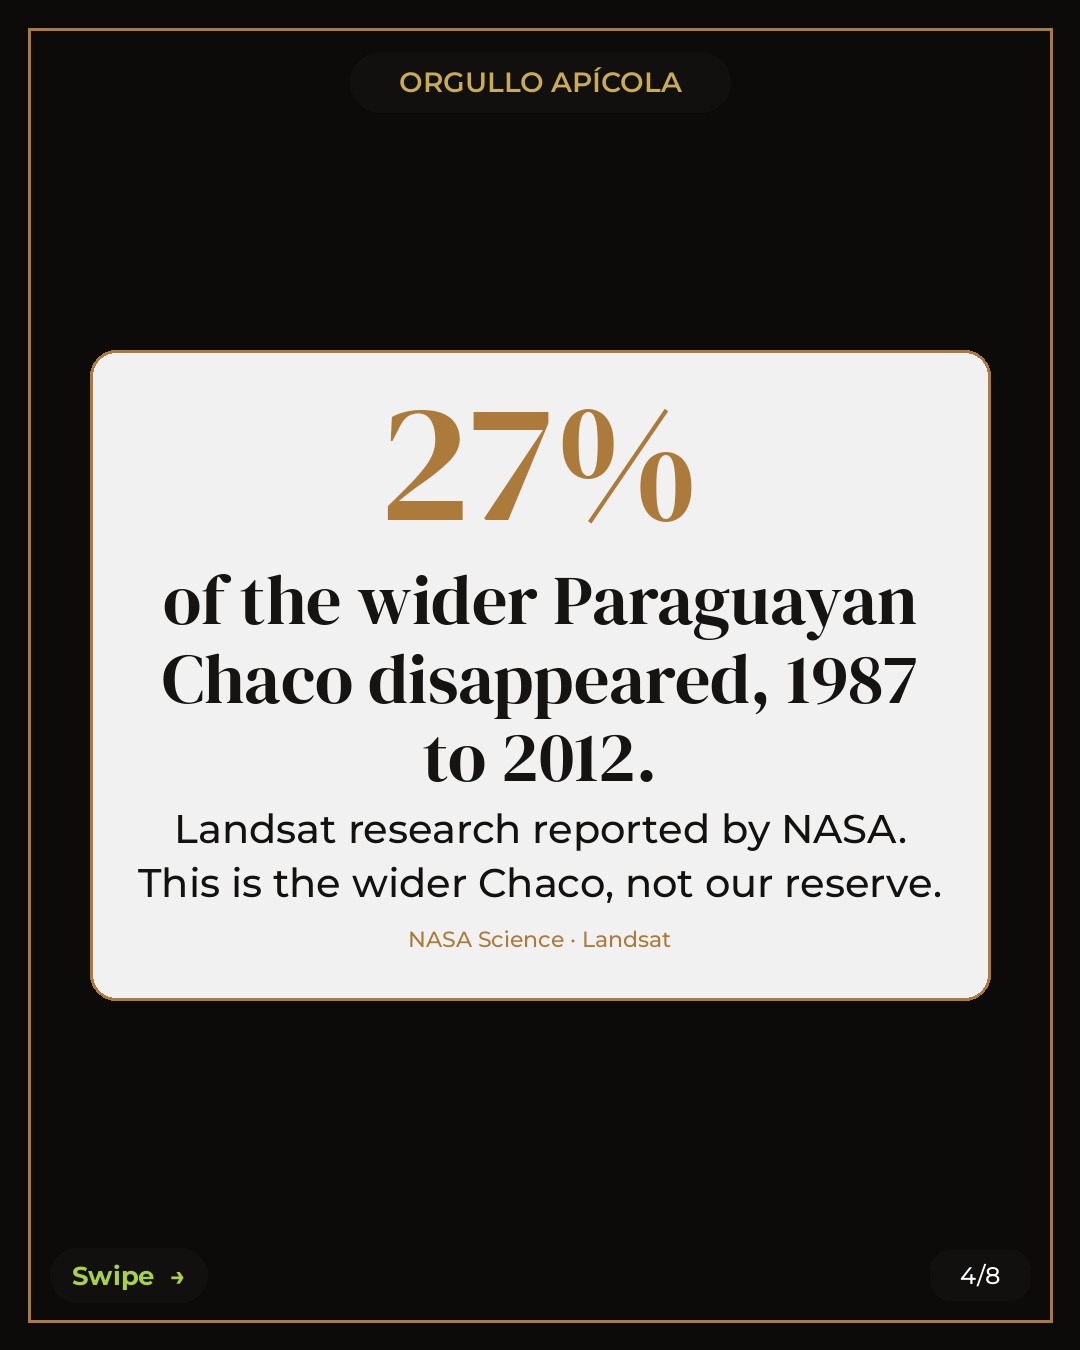 ORGULLO APÍCOLA
27%
of the wider Paraguayan
Chaco disappeared, 1987
to 2012.
Landsat research reported by NASA.
This is the wider Chaco, not our reserve.
NASA Science · Landsat
Swipe →
4/8